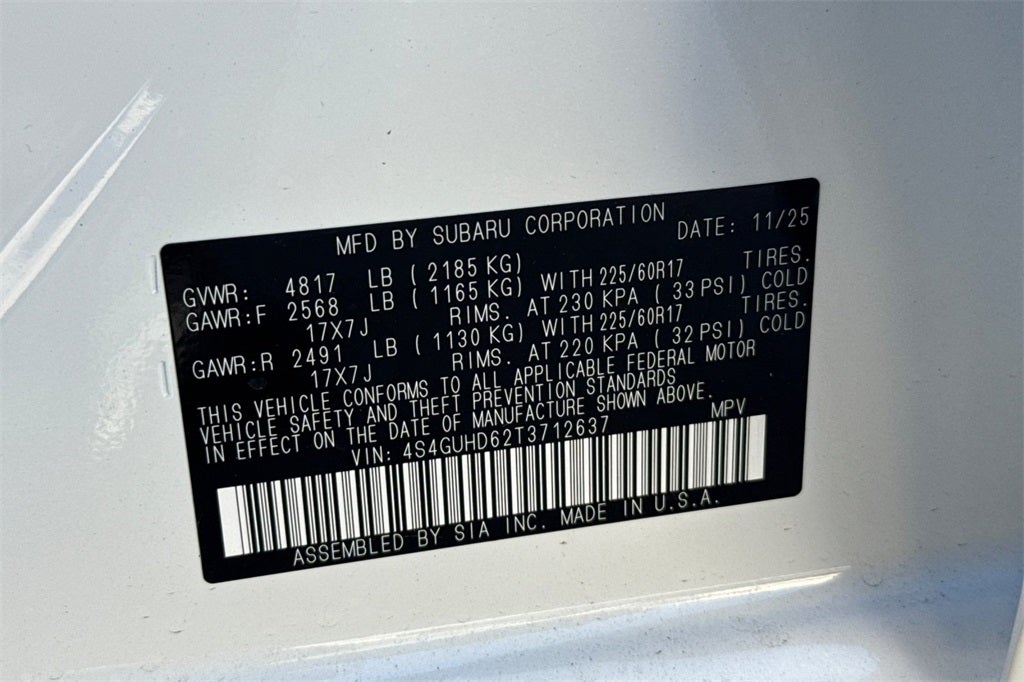 MFD BY SUBARU CORPORATION DATE: 11/25
GVWR: 4817 LB ( 2185 KG)
GAWR:F 2568 LB ( 1165 KG) WITH 225/60R17 TIRES.
17X7J RIMS. AT 230 KPA ( 33 PSI) COLD
GAWR:R 2491 LB ( 1130 KG) WITH 225/60R17 TIRES.
17X7J RIMS. AT 220 KPA ( 32 PSI) COLD
THIS VEHICLE CONFORMS TO ALL APPLICABLE FEDERAL MOTOR
VEHICLE SAFETY AND THEFT PREVENTION STANDARDS
IN EFFECT ON THE DATE OF MANUFACTURE SHOWN ABOVE.
VIN: 4S4GUHD62T3712637 MPV
ASSEMBLED BY SIA INC. MADE IN U.S.A.